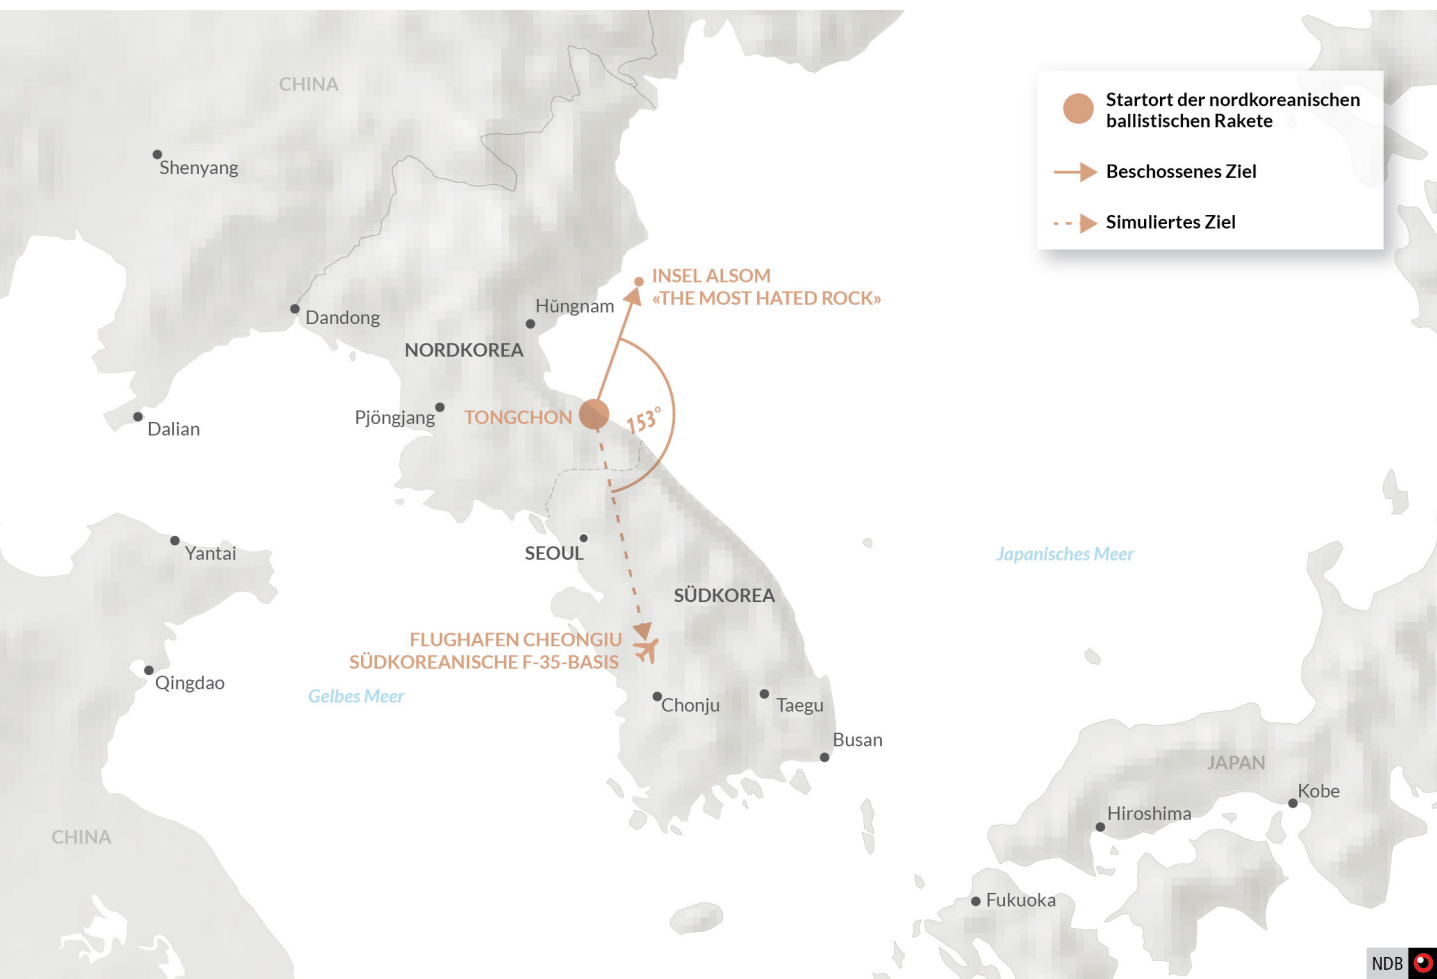 CHINA
Startort der nordkoreanischen
ballistischen Rakete
Shenyang
Beschossenes Ziel
Simuliertes Ziel
INSEL ALSOM
«THE MOST HATED ROCK»
Hŭngnam
Dandong
NORDKOREA
Pjöngjang
TONGCHON
153°
Dalian
Yantai
SEOUL
Japanisches Meer
SÜDKOREA
FLUGHAFEN CHEONGIU
SÜDKOREANISCHE F-35-BASIS
Qingdao
Gelbes Meer
Chonju
Taegu
Busan
JAPAN
Kobe
Hiroshima
CHINA
Fukuoka
NDB